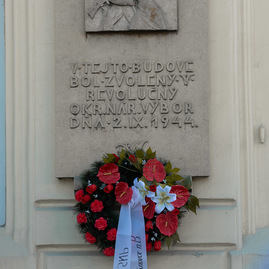 V·TEJTO·BUDOVE
BOL·ZVOLENÝ·V·
REVOLUČNÝ
OKR.NÁR.VÝBOR
DŇA·2.IX.1944.